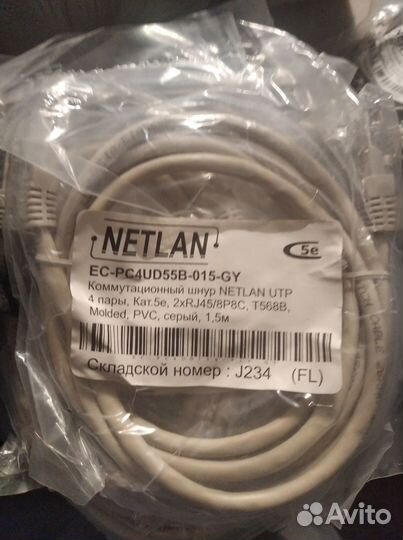 NETLAN
5e
EC-PC4UD55B-015-GY
Коммутационный шнур NETLAN UTP
4 пары, Кат.5e, 2xRJ45/8P8C, T568B,
Molded, PVC, серый, 1,5м
Складской номер : J234 (FL)
Avito